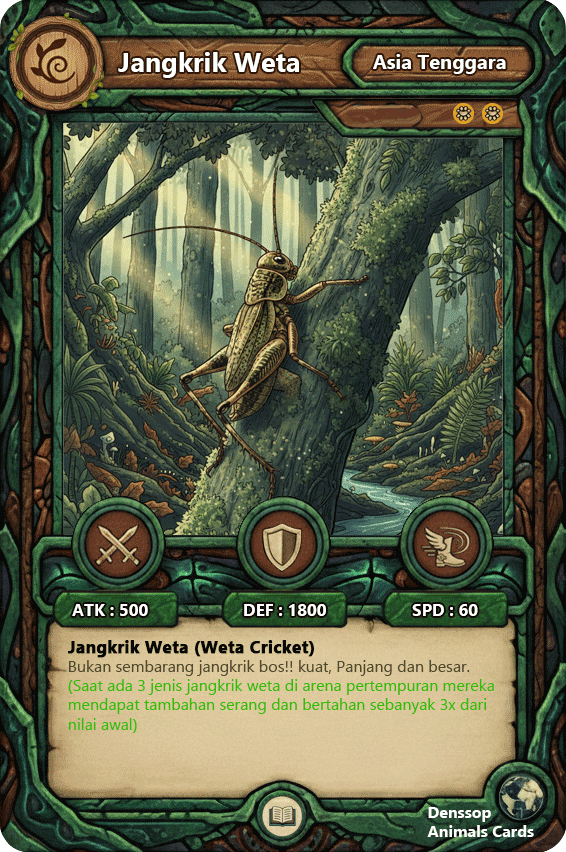 Jangkrik Weta
Asia Tenggara
ATK : 500
DEF : 1800
SPD : 60
Jangkrik Weta (Weta Cricket)
Bukan sembarang jangkrik bos!! kuat, Panjang dan besar.
(Saat ada 3 jenis jangkrik weta di arena pertempuran mereka
mendapat tambahan serang dan bertahan sebanyak 3x dari
nilai awal)
Denssop
Animals Cards